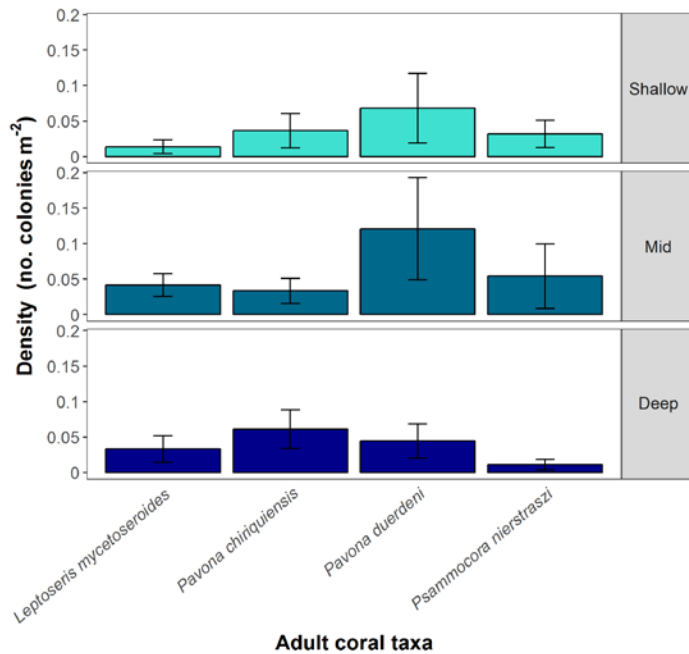 Density (no. colonies m⁻²)
0.2
0.15
0.1
0.05
0
Shallow
0.2
0.15
0.1
0.05
0
Mid
0.2
0.15
0.1
0.05
0
Deep
Leptoseris mycetoseroides
Pavona chiriquiensis
Pavona duerdeni
Psammocora nierstraszi
Adult coral taxa